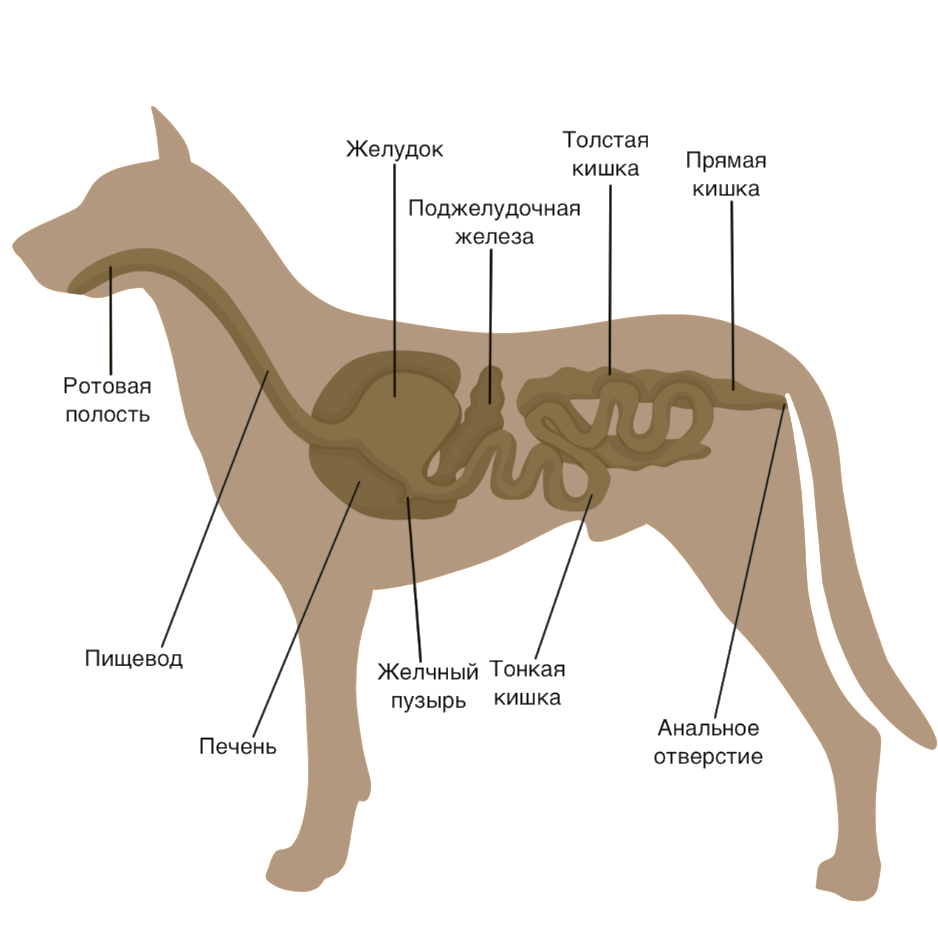 Толстая
кишка
Желудок
Прямая
кишка
Поджелудочная
железа
Ротовая
полость
Пищевод
Желчный
пузырь
Тонкая
кишка
Печень
Анальное
отверстие